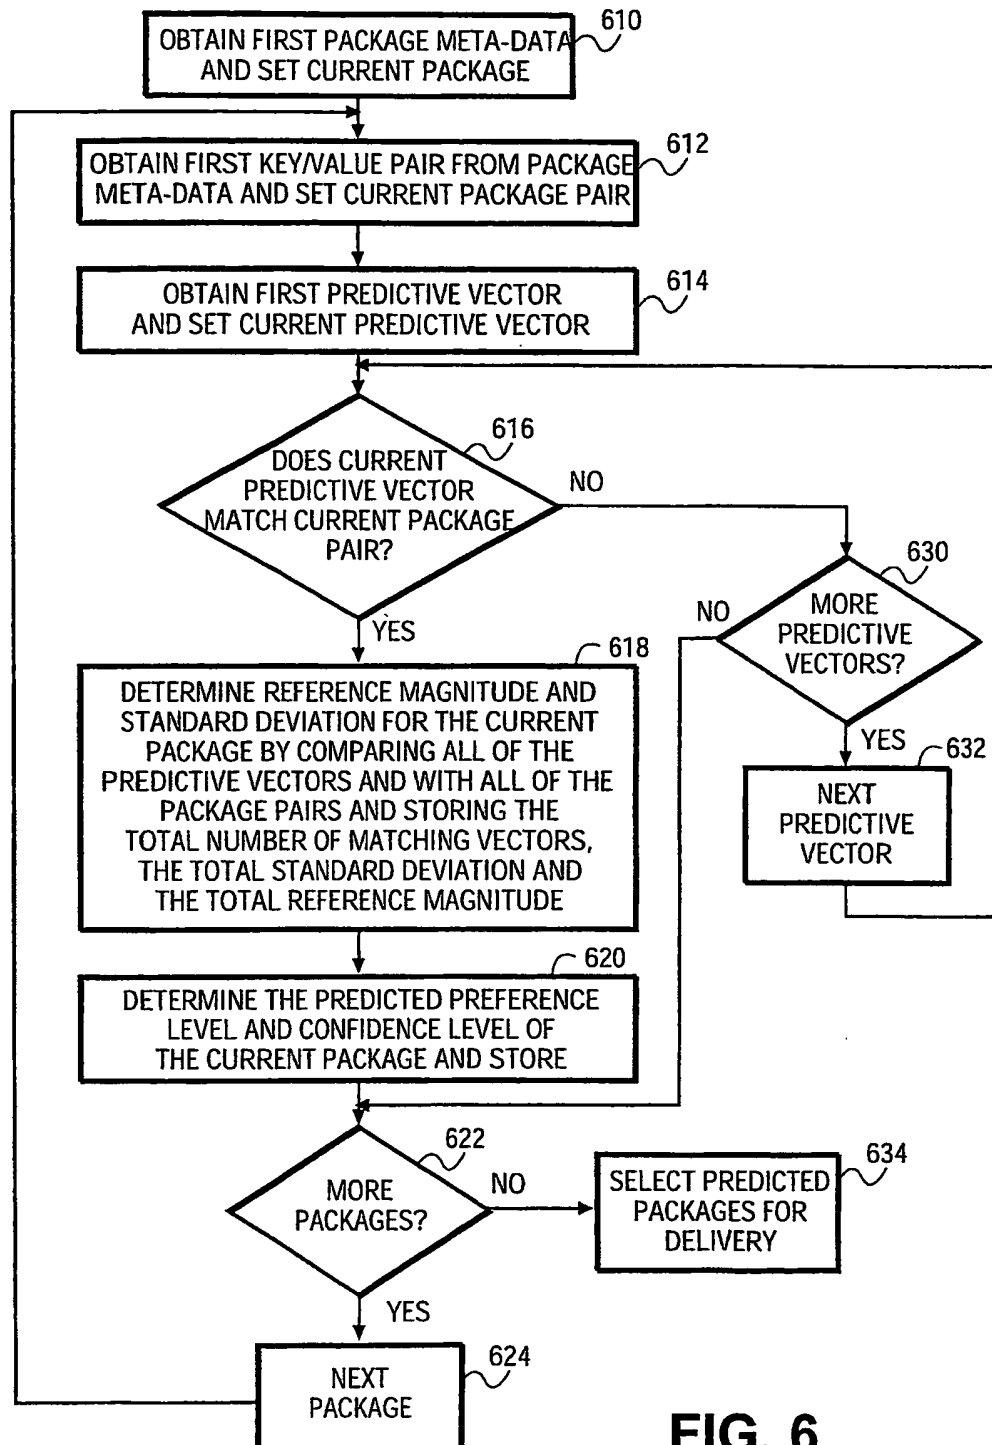 610
OBTAIN FIRST PACKAGE META-DATA
AND SET CURRENT PACKAGE
612
OBTAIN FIRST KEY/VALUE PAIR FROM PACKAGE
META-DATA AND SET CURRENT PACKAGE PAIR
614
OBTAIN FIRST PREDICTIVE VECTOR
AND SET CURRENT PREDICTIVE VECTOR
616
DOES CURRENT
PREDICTIVE VECTOR
MATCH CURRENT PACKAGE
PAIR?
NO
YES
630
MORE
PREDICTIVE
VECTORS?
NO
YES
632
NEXT
PREDICTIVE
VECTOR
618
DETERMINE REFERENCE MAGNITUDE AND
STANDARD DEVIATION FOR THE CURRENT
PACKAGE BY COMPARING ALL OF THE
PREDICTIVE VECTORS AND WITH ALL OF THE
PACKAGE PAIRS AND STORING THE
TOTAL NUMBER OF MATCHING VECTORS,
THE TOTAL STANDARD DEVIATION AND
THE TOTAL REFERENCE MAGNITUDE
620
DETERMINE THE PREDICTED PREFERENCE
LEVEL AND CONFIDENCE LEVEL OF
THE CURRENT PACKAGE AND STORE
622
MORE
PACKAGES?
NO
YES
634
SELECT PREDICTED
PACKAGES FOR
DELIVERY
624
NEXT
PACKAGE
FIG. 6